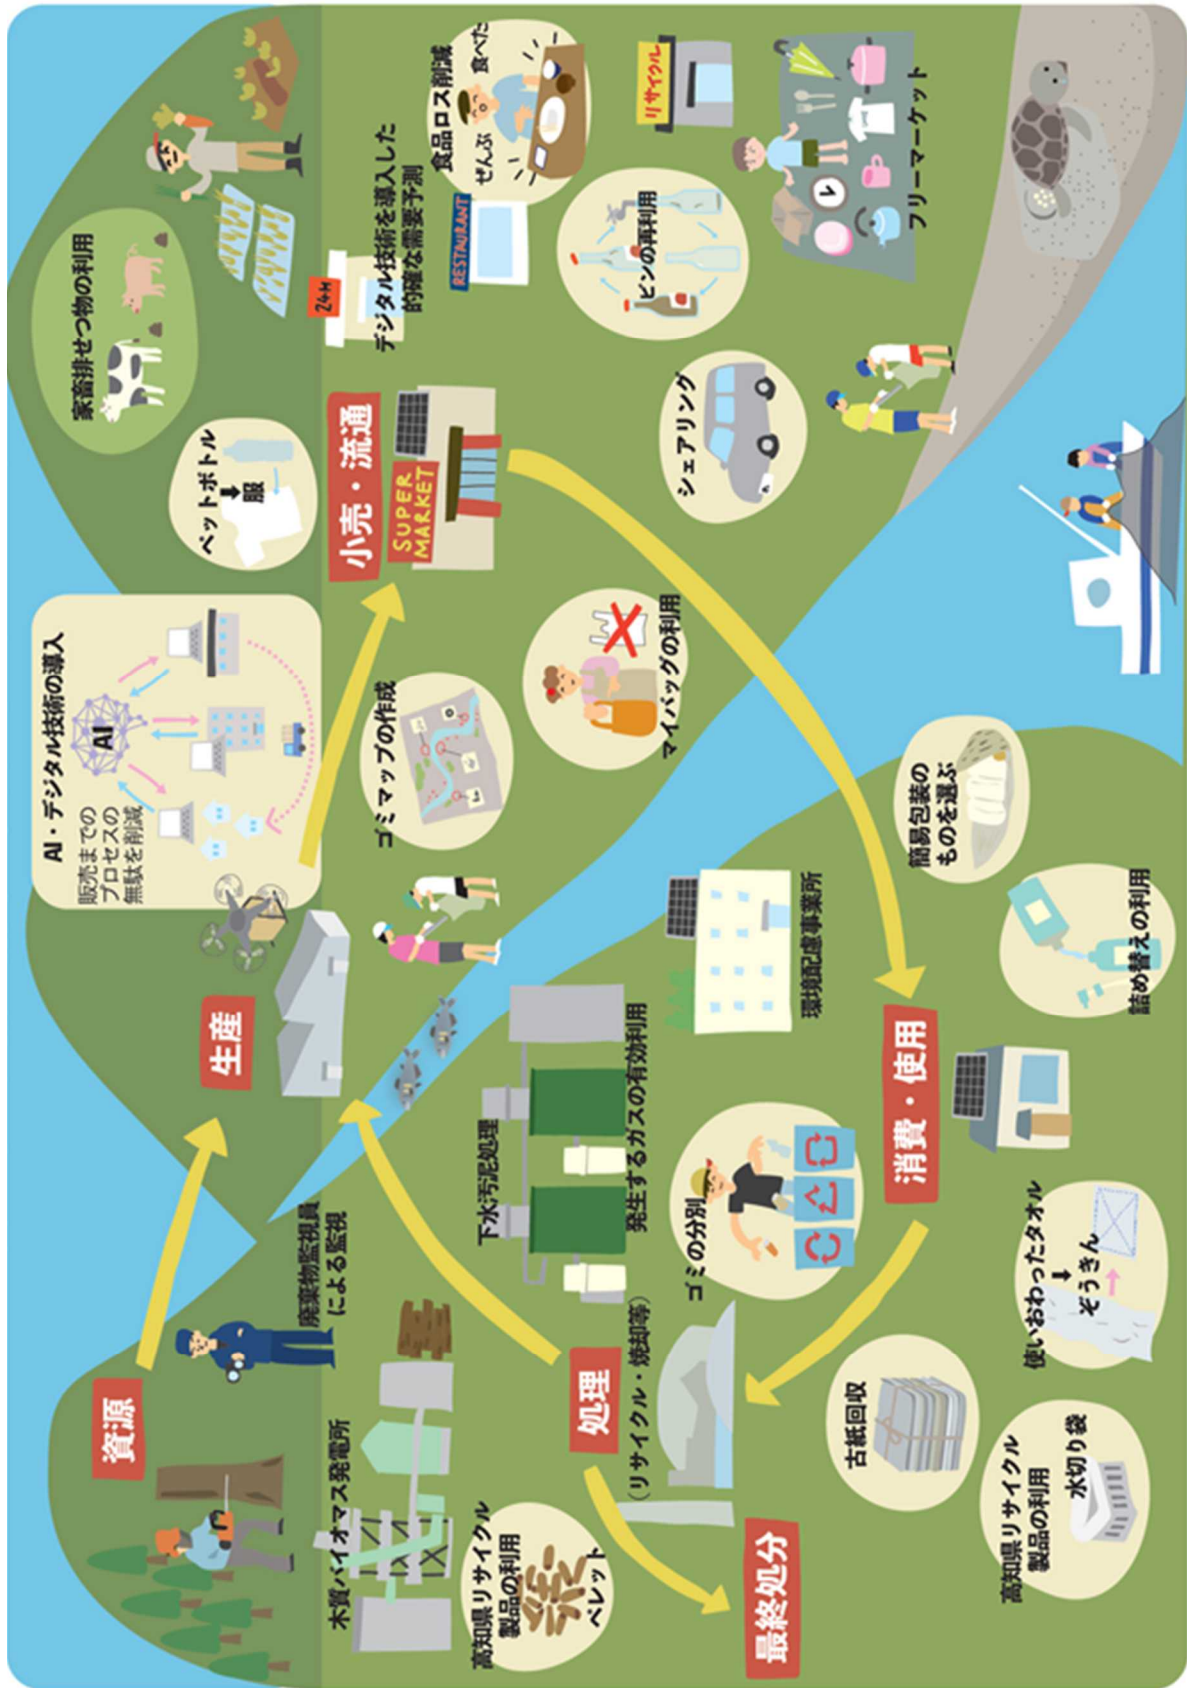 資源
生産
AI・デジタル技術の導入
販売までの
プロセスの
無駄を削減
AI
ペットボトル
服
家畜排せつ物の利用
廃棄物監視員
による監視
木質バイオマス発電所
ゴミマップの作成
小売・流通
SUPER
MARKET
24H
デジタル技術を導入した
的確な需要予測
RESTAURANT
食品ロス削減
ぜんぶ
食べた
高知県リサイクル
製品の利用
ペレット
下水汚泥処理
発生するガスの有効利用
マイバッグの利用
ビンの再利用
リサイクル
処理
(リサイクル・焼却等)
ゴミの分別
環境配慮事業所
シェアリング
フリーマーケット
最終処分
古紙回収
消費・使用
簡易包装の
ものを選ぶ
高知県リサイクル
製品の利用
水切り袋
使いおわったタオル
ぞうきん
詰め替えの利用